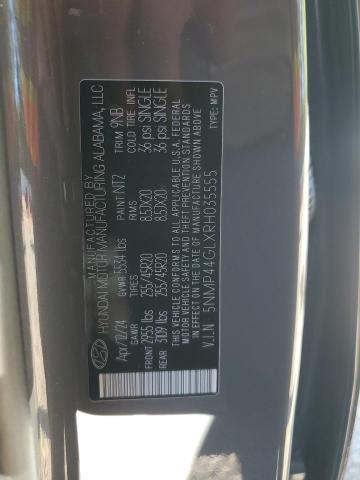 MANUFACTURED BY
HYUNDAI MOTOR MANUFACTURING ALABAMA, LLC
Apr/12/24 GVWR 5534 lbs PAINT NTZ TRIM 9NB
GAWR TIRES RIMS COLD TIRE INFL
FRONT 2955 lbs 255/45R20 8.5JX20 36 psi SINGLE
REAR 3109 lbs 255/45R20 8.5JX20 36 psi SINGLE
THIS VEHICLE CONFORMS TO ALL APPLICABLE U.S.A. FEDERAL
MOTOR VEHICLE SAFETY AND THEFT PREVENTION STANDARDS
IN EFFECT ON THE DATE OF MANUFACTURE SHOWN ABOVE.
V.I.N 5NMP44GLXRH035555 TYPE: MPV